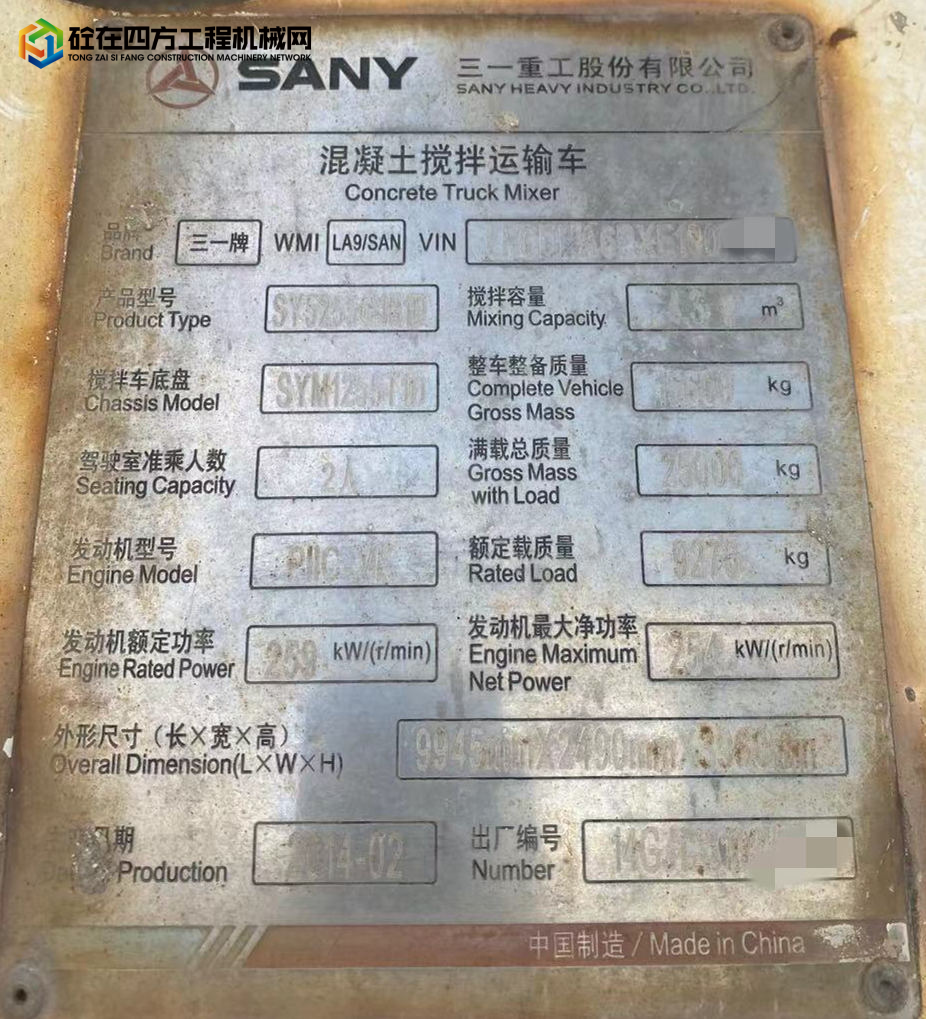 砼在四方工程机械网
TONG ZAI SI FANG CONSTRUCTION MACHINERY NETWORK
SANY 三一重工股份有限公司
SANY HEAVY INDUSTRY CO.,LTD.
混凝土搅拌运输车
Concrete Truck Mixer
品牌
Brand
三一牌 WMI LA9/SAN VIN
产品型号
Product Type
搅拌容量
Mixing Capacity
m³
搅拌车底盘
Chassis Model
整车整备质量
Complete Vehicle
Gross Mass
kg
驾驶室准乘人数
Seating Capacity
2人
满载总质量
Gross Mass
with Load
kg
发动机型号
Engine Model
额定载质量
Rated Load
kg
发动机额定功率
Engine Rated Power
259 kW/(r/min)
发动机最大净功率
Engine Maximum
Net Power
kW/(r/min)
外形尺寸（长×宽×高）
Overall Dimension(L×W×H)
日期
Production
2014-02
出厂编号
Number
中国制造 / Made in China